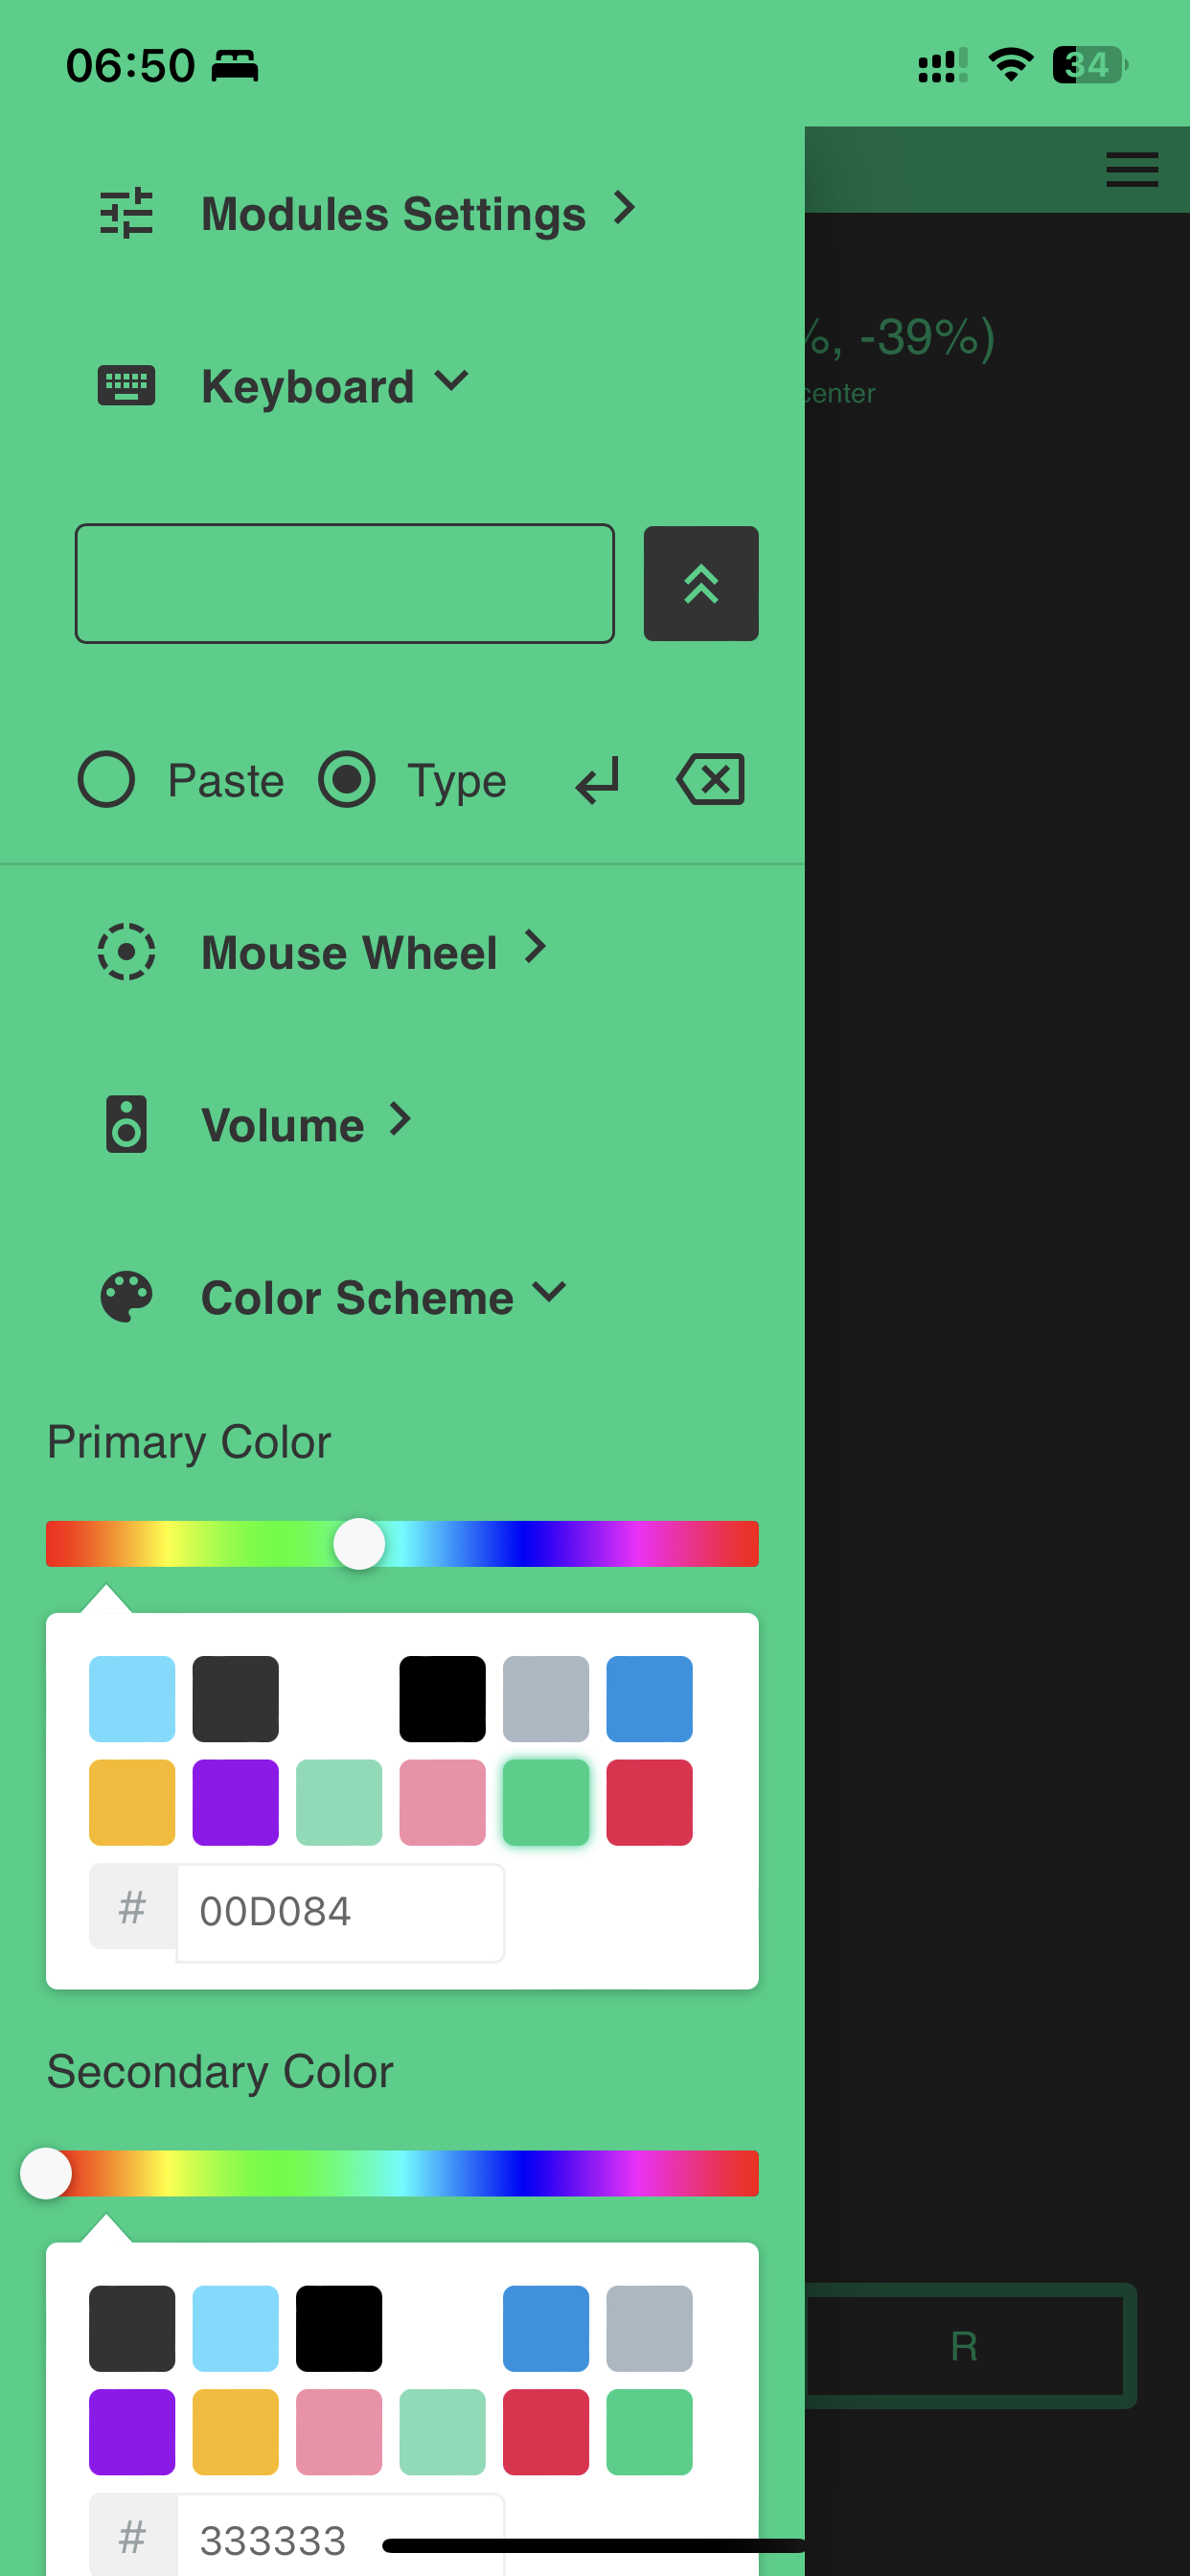 06:50
34
Modules Settings
%, -39%)
Keyboard
center
Paste Type
Mouse Wheel
Volume
Color Scheme
Primary Color
# 00D084
Secondary Color
R
# 333333